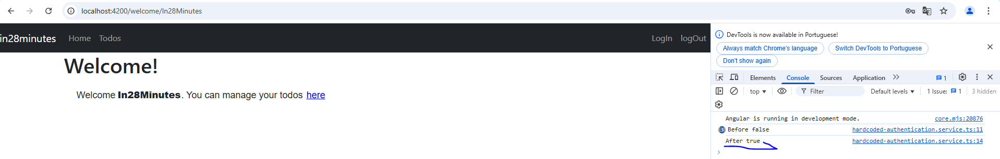 localhost:4200/welcome/In28Minutes
in28minutes Home Todos LogIn logOut
Welcome!
Welcome In28Minutes. You can manage your todos here
DevTools is now available in Portuguese!
Always match Chrome's language Switch DevTools to Portuguese
Don't show again
Elements Console Sources Application 1
top Filter Default levels 1 Issue: 1 3 hidden
Angular is running in development mode. core.mjs:20876
3 Before false hardcoded-authentication.service.ts:11
After true hardcoded-authentication.service.ts:14